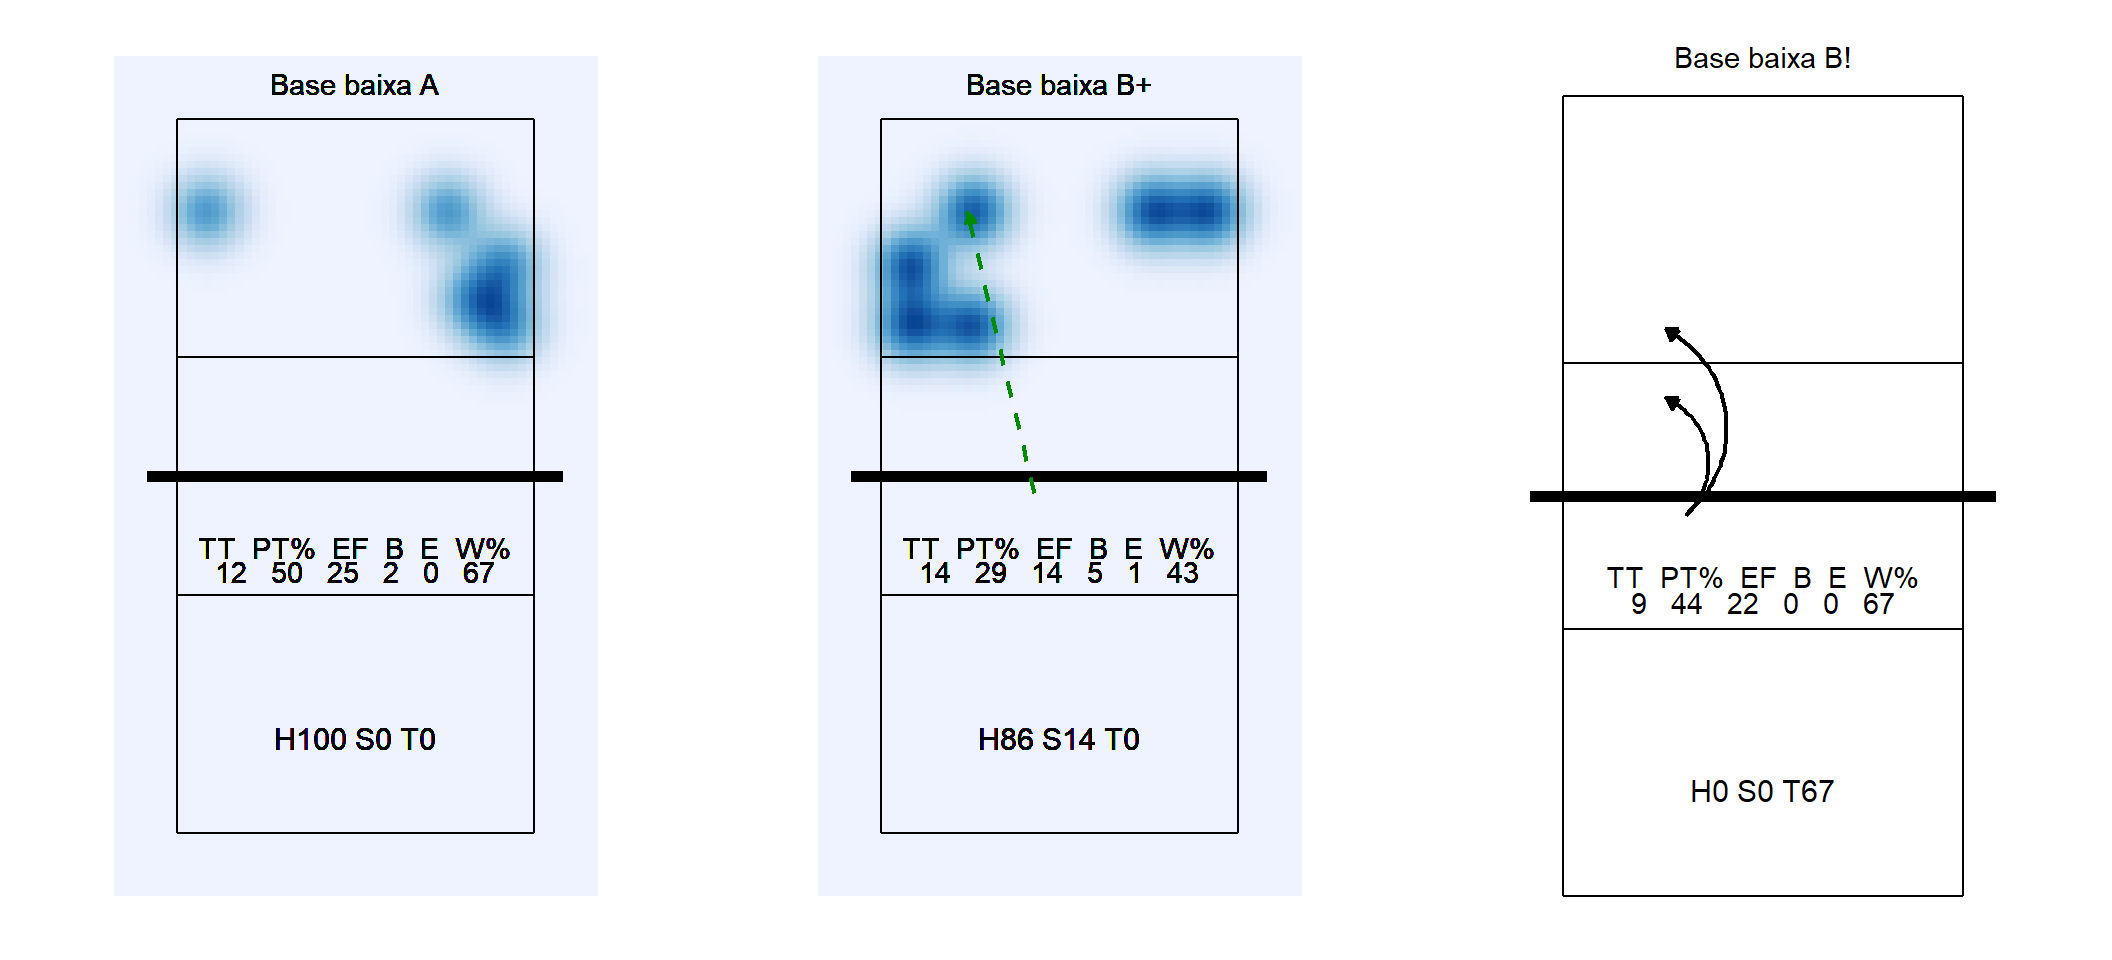 Base baixa A
TT PT% EF B E W%
12 50 25 2 0 67
H100 S0 T0
Base baixa B+
TT PT% EF B E W%
14 29 14 5 1 43
H86 S14 T0
Base baixa B!
TT PT% EF B E W%
9 44 22 0 0 67
H0 S0 T67